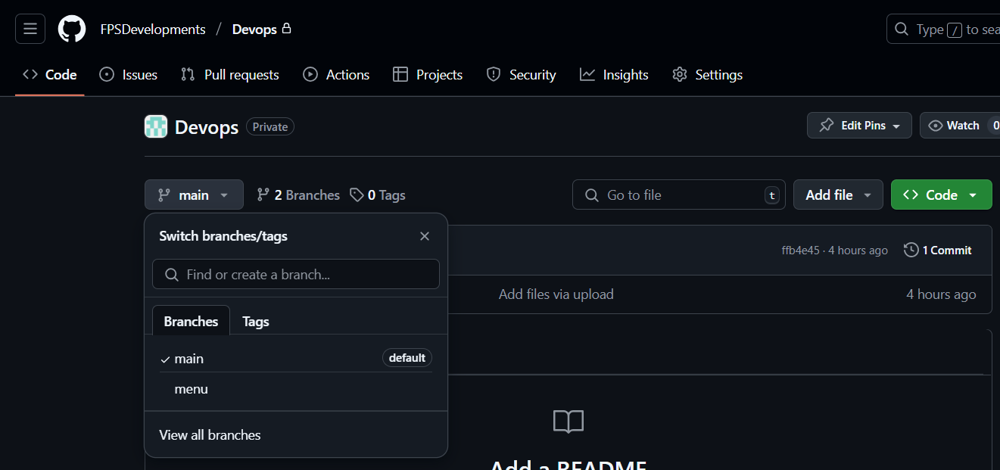 FPSDevelopments / Devops
Type / to sea
Code Issues Pull requests Actions Projects Security Insights Settings
Devops Private
Edit Pins Watch 0
main 2 Branches 0 Tags
Go to file t Add file Code
Switch branches/tags
ffb4e45 · 4 hours ago 1 Commit
Find or create a branch...
Add files via upload 4 hours ago
Branches Tags
main default
menu
View all branches
Add a README